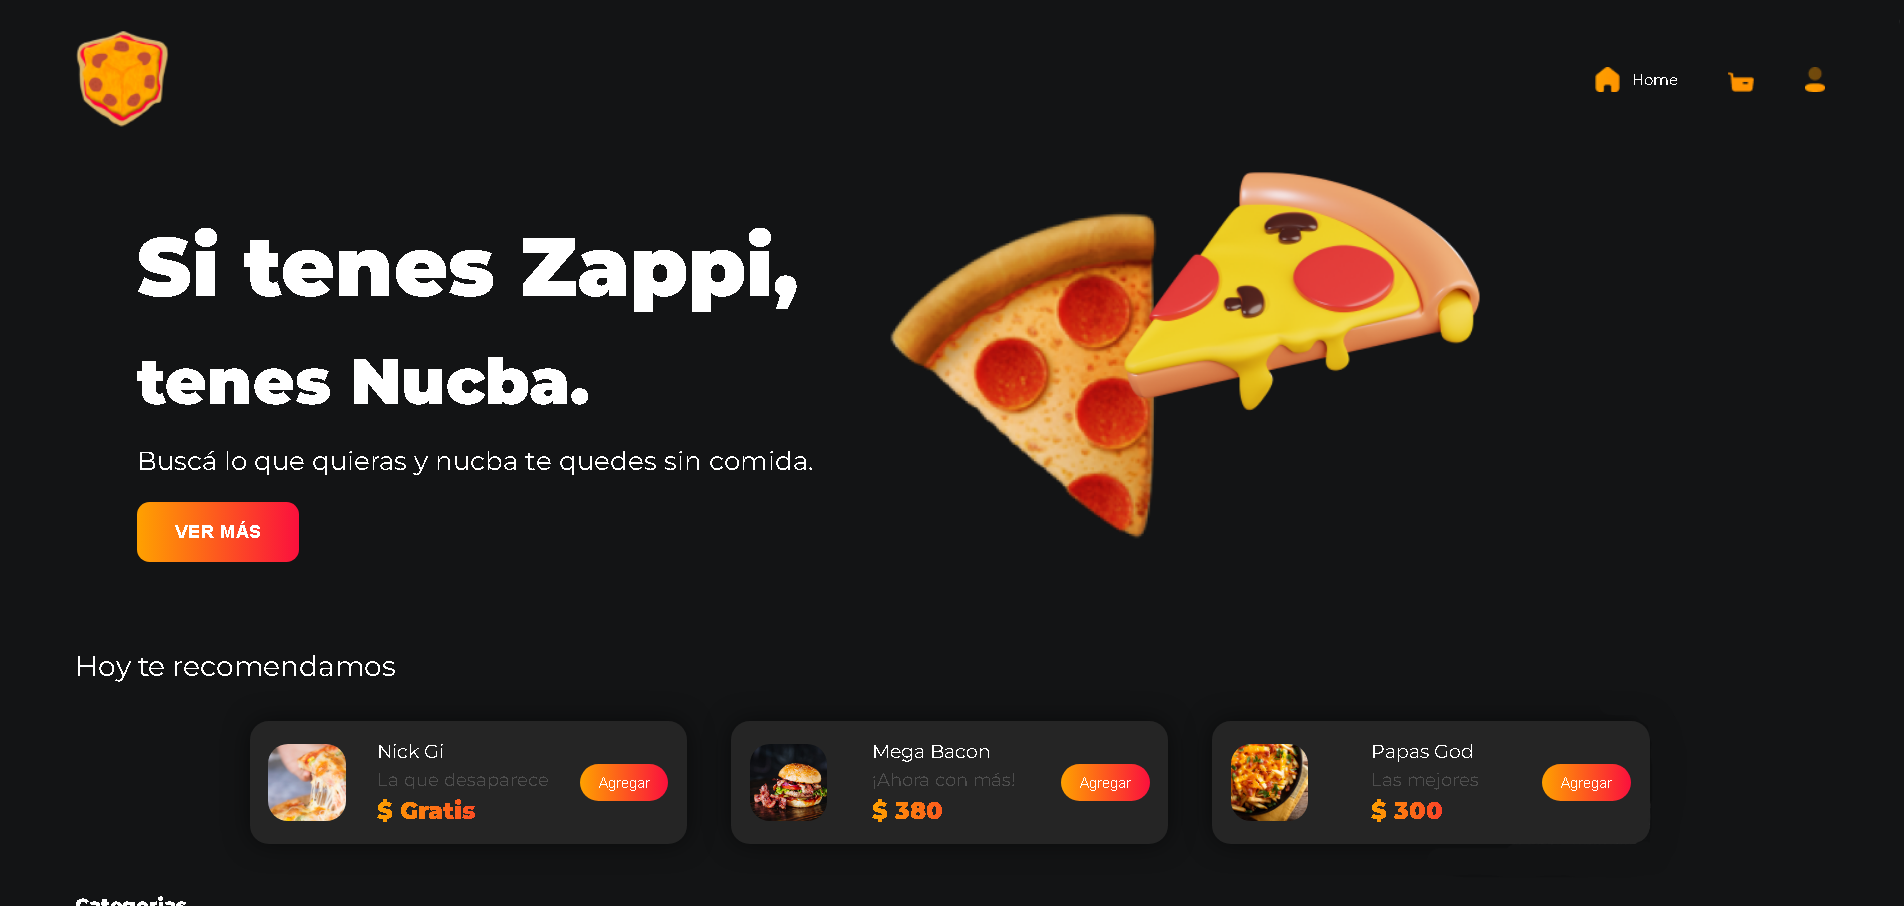 Home
Si tenes Zappi,
tenes Nucba.
Buscá lo que quieras y nucba te quedes sin comida.
VER MÁS
Hoy te recomendamos
Nick Gi
La que desaparece
$ Gratis
Agregar
Mega Bacon
¡Ahora con más!
$ 380
Agregar
Papas God
Las mejores
$ 300
Agregar
Categorias